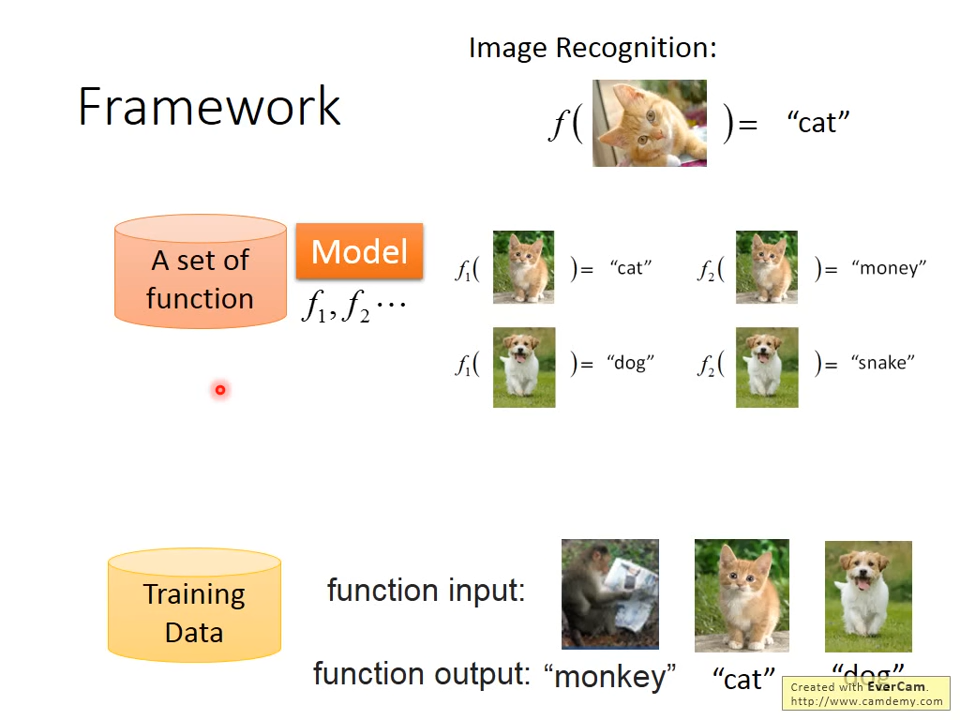 Image Recognition:
Framework
f( ) = “cat”
A set of
function
Model
f₁, f₂ ⋯
f₁( ) = “cat”
f₂( ) = “money”
f₁( ) = “dog”
f₂( ) = “snake”
Training
Data
function input:
function output: “monkey” “cat” “dog”
Created with EverCam.
http://www.camdemy.com